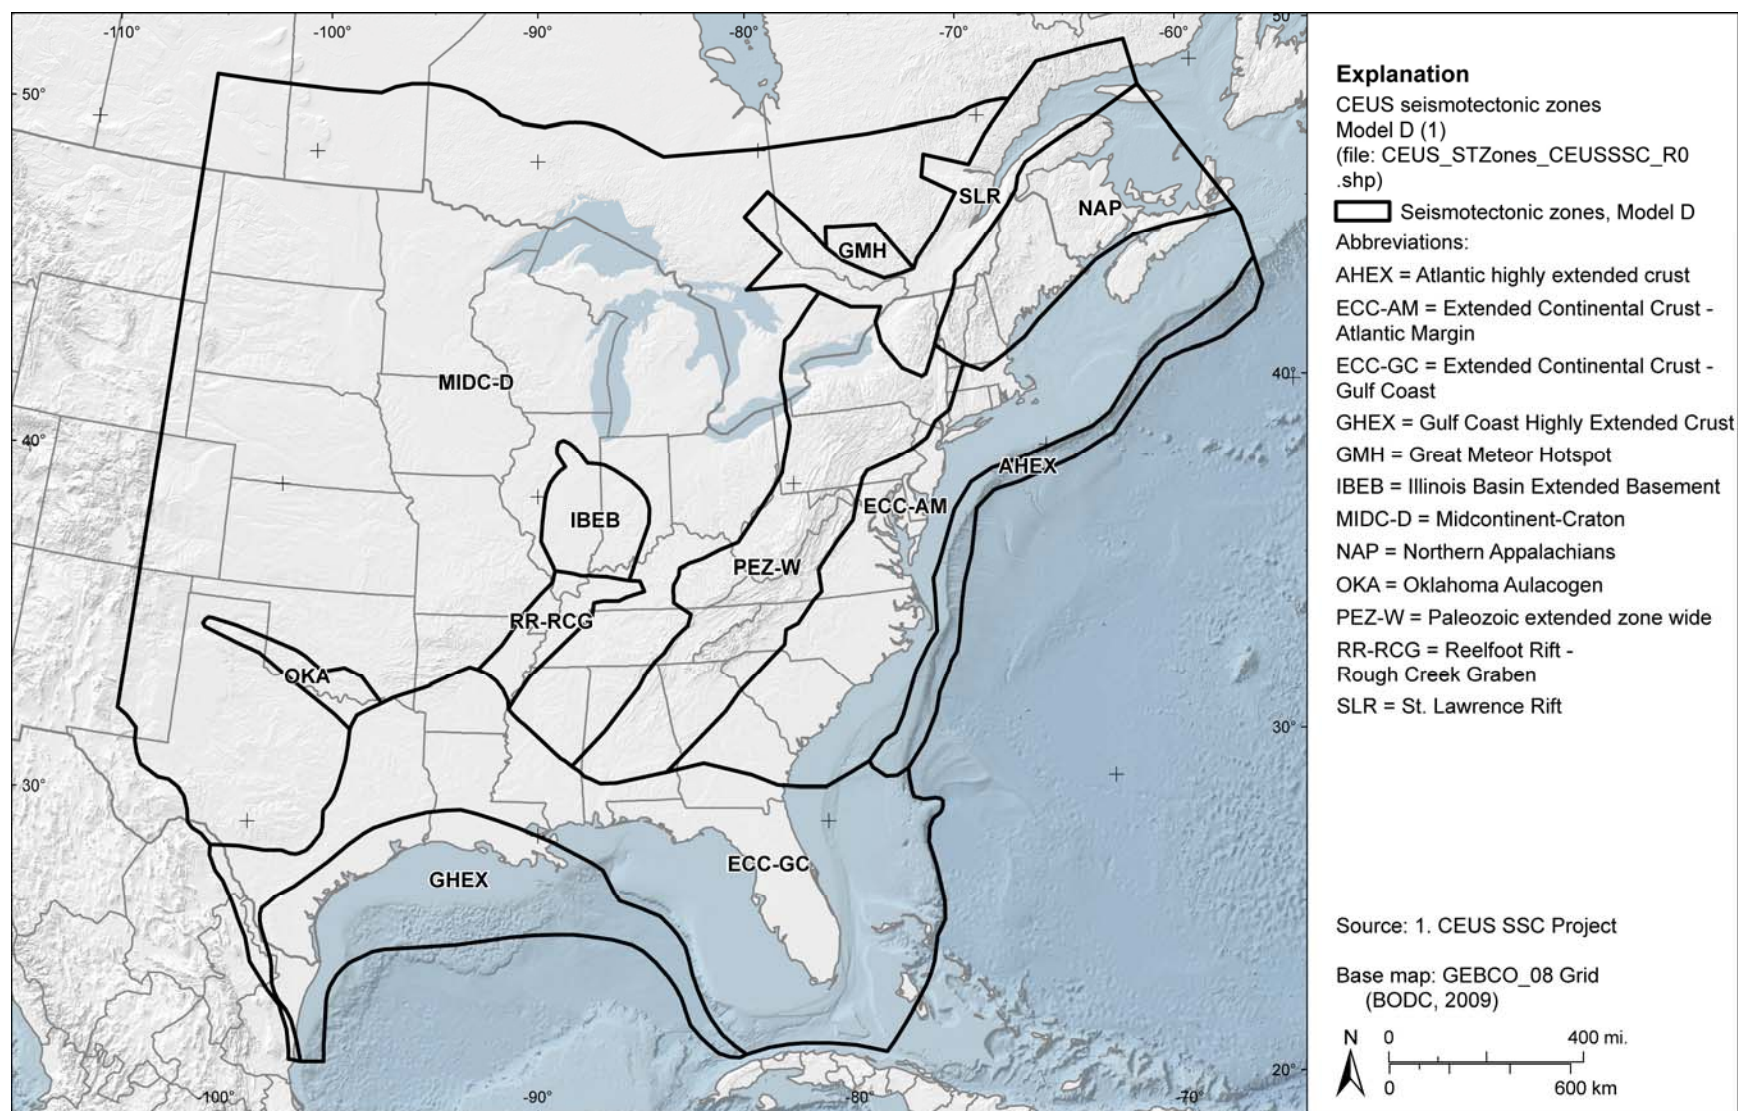 -110°
-100°
-90°
-80°
-70°
-60°
50°
50°
SLR
NAP
GMH
40°
MIDC-D
40°
AHEX
ECC-AM
IBEB
PEZ-W
RR-RCG
OKA
30°
30°
ECC-GC
GHEX
20°
-100°
-90°
-80°
-70°
Explanation
CEUS seismotectonic zones
Model D (1)
(file: CEUS_STZones_CEUSSSC_R0
.shp)
Seismotectonic zones, Model D
Abbreviations:
AHEX = Atlantic highly extended crust
ECC-AM = Extended Continental Crust -
Atlantic Margin
ECC-GC = Extended Continental Crust -
Gulf Coast
GHEX = Gulf Coast Highly Extended Crust
GMH = Great Meteor Hotspot
IBEB = Illinois Basin Extended Basement
MIDC-D = Midcontinent-Craton
NAP = Northern Appalachians
OKA = Oklahoma Aulacogen
PEZ-W = Paleozoic extended zone wide
RR-RCG = Reelfoot Rift -
Rough Creek Graben
SLR = St. Lawrence Rift
Source: 1. CEUS SSC Project
Base map: GEBCO_08 Grid
(BODC, 2009)
N
0 400 mi.
0 600 km